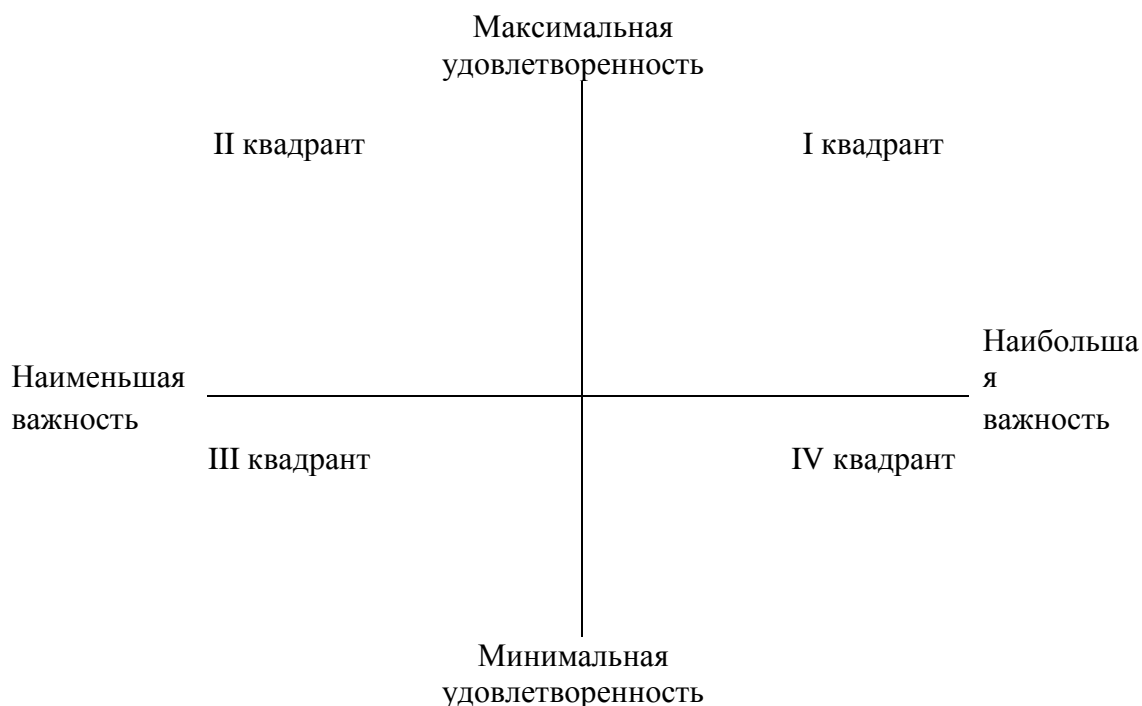 Максимальная
удовлетворенность
II квадрант
I квадрант
Наименьшая
важность
Наибольша
я
важность
III квадрант
IV квадрант
Минимальная
удовлетворенность